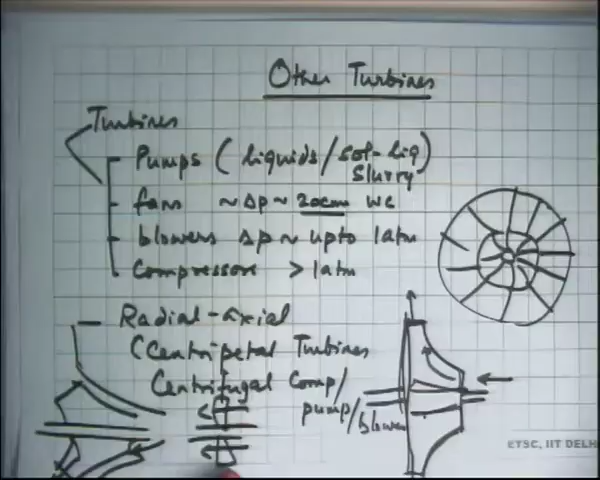 Other Turbines
Turbines
Pumps (liquids/sol-liq
slurry)
fans ~ Δp ~ 20cm wc
blowers Δp ~ upto 1atm
Compressors > 1atm
Radial-axial
(Centripetal Turbines
Centrifugal Comp/
pump/blower
ETSC, IIT DELH